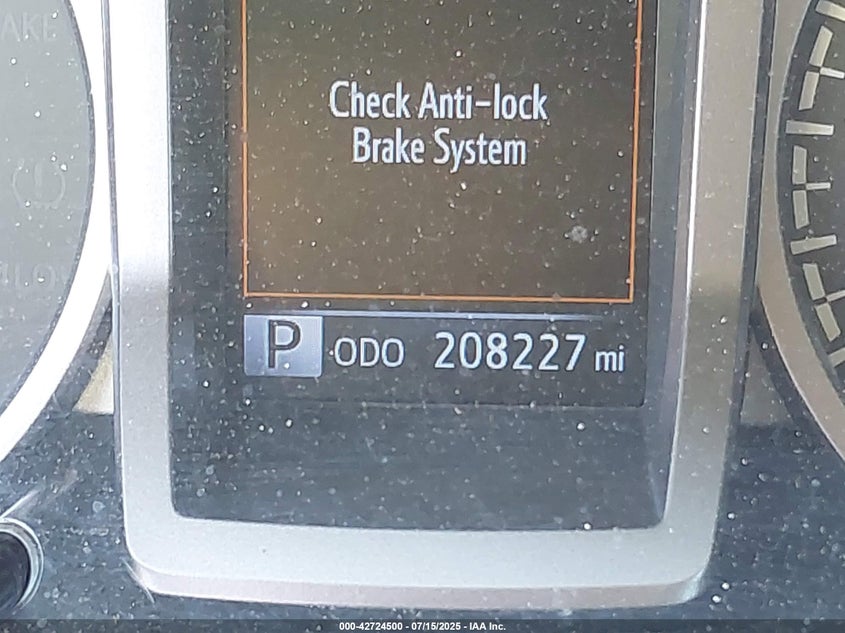 Check Anti-lock
Brake System
P ODO 208227 mi
000-42724500 - 07/15/2025 - IAA Inc.